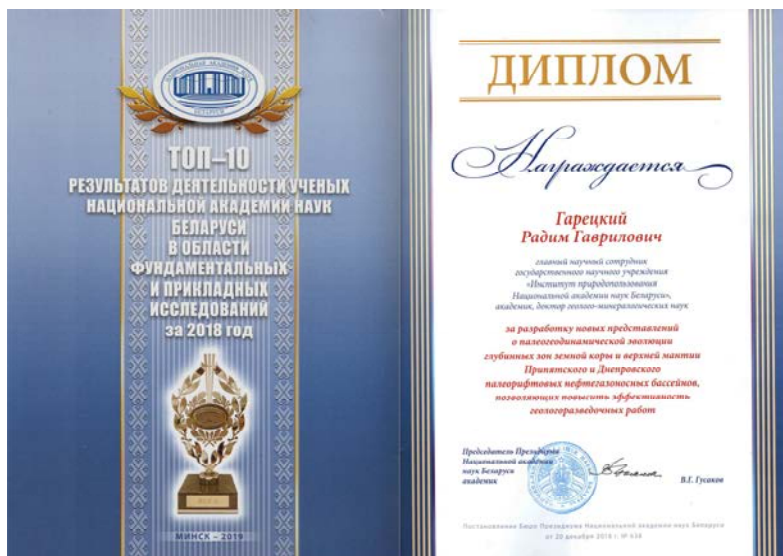 НАЦИОНАЛЬНАЯ АКАДЕМИЯ НАУК
БЕЛАРУСИ
ТОП–10
РЕЗУЛЬТАТОВ ДЕЯТЕЛЬНОСТИ УЧЕНЫХ
НАЦИОНАЛЬНОЙ АКАДЕМИИ НАУК
БЕЛАРУСИ
В ОБЛАСТИ
ФУНДАМЕНТАЛЬНЫХ
И ПРИКЛАДНЫХ
ИССЛЕДОВАНИЙ
за 2018 год
МИНСК – 2019
ДИПЛОМ
Награждается
Гарецкий
Радим Гаврилович
главный научный сотрудник
государственного научного учреждения
«Институт природопользования
Национальной академии наук Беларуси»,
академик, доктор геолого-минералогических наук
за разработку новых представлений
о палеогеодинамической эволюции
глубинных зон земной коры и верхней мантии
Припятского и Днепровского
палеорифтовых нефтегазоносных бассейнов,
позволяющих повысить эффективность
геологоразведочных работ
Председатель Президиума
Национальной академии
наук Беларуси
академик
В.Г. Гусаков
Постановление Бюро Президиума Национальной академии наук Беларуси
от 20 декабря 2018 г. №